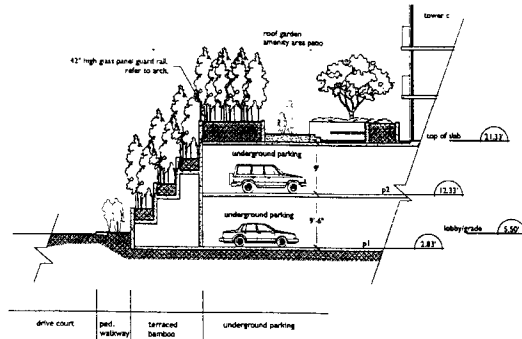 tower c
roof garden
amenity area patio
42" high glass panel guard rail,
refer to arch.
top of slab
21.33'
underground parking
9'
p2
12.33'
underground parking
9'-6"
lobby/grade
5.50'
p1
2.83'
drive court
ped.
walkway
terraced
bamboo
underground parking